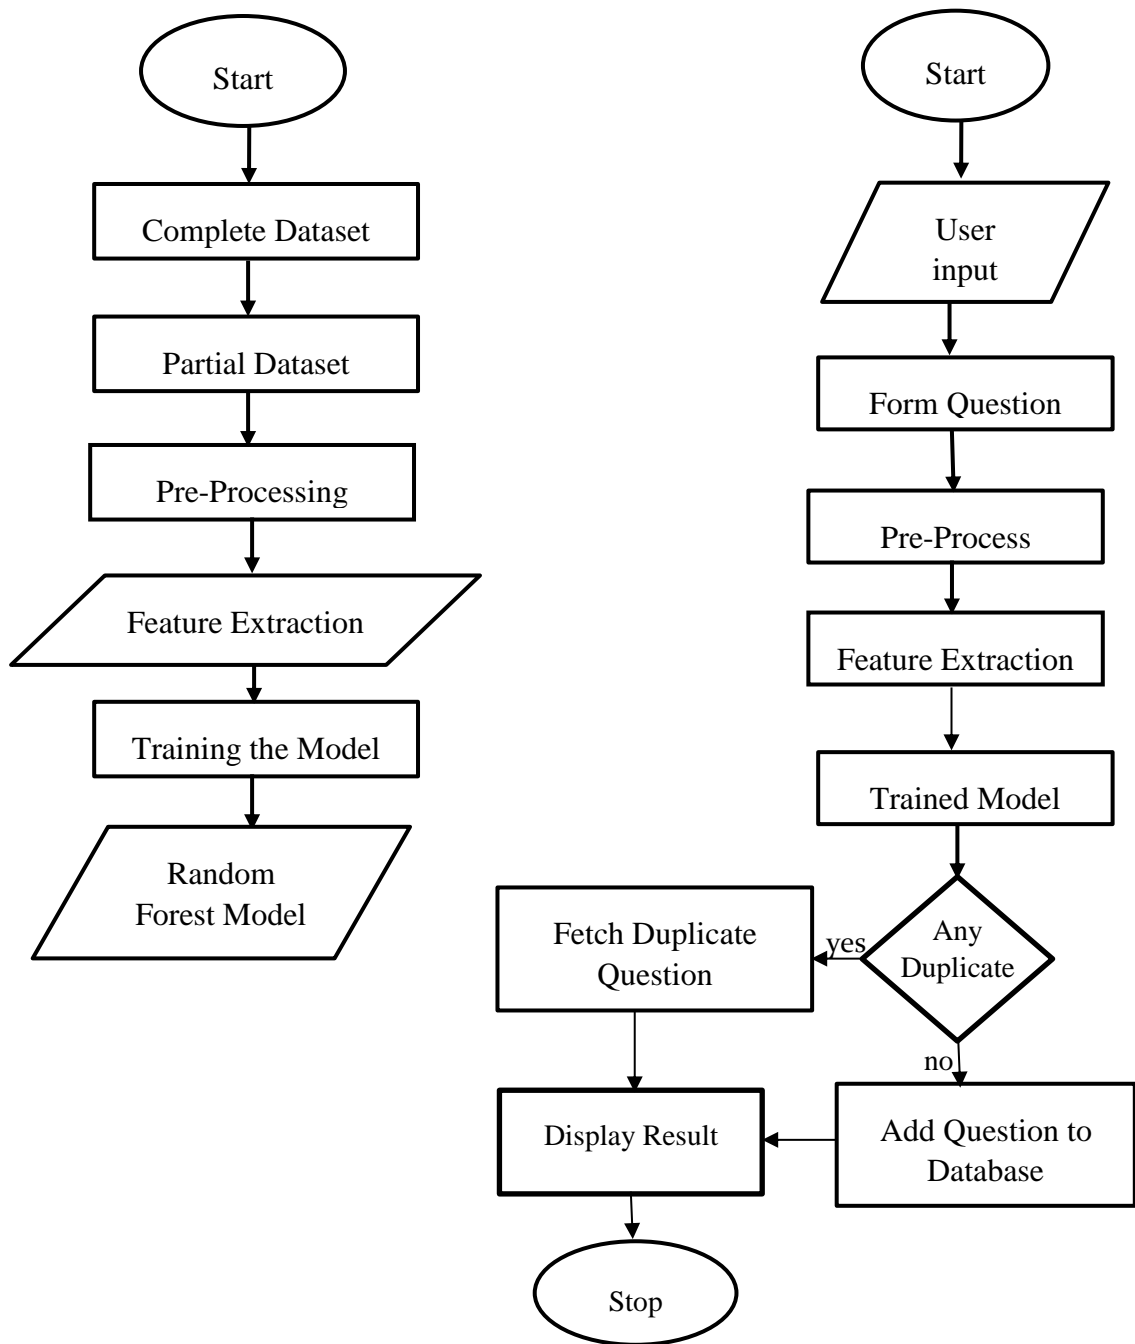 Start
Complete Dataset
Partial Dataset
Pre-Processing
Feature Extraction
Training the Model
Random
Forest Model
Start
User
input
Form Question
Pre-Process
Feature Extraction
Trained Model
Any
Duplicate
yes
no
Fetch Duplicate
Question
Add Question to
Database
Display Result
Stop